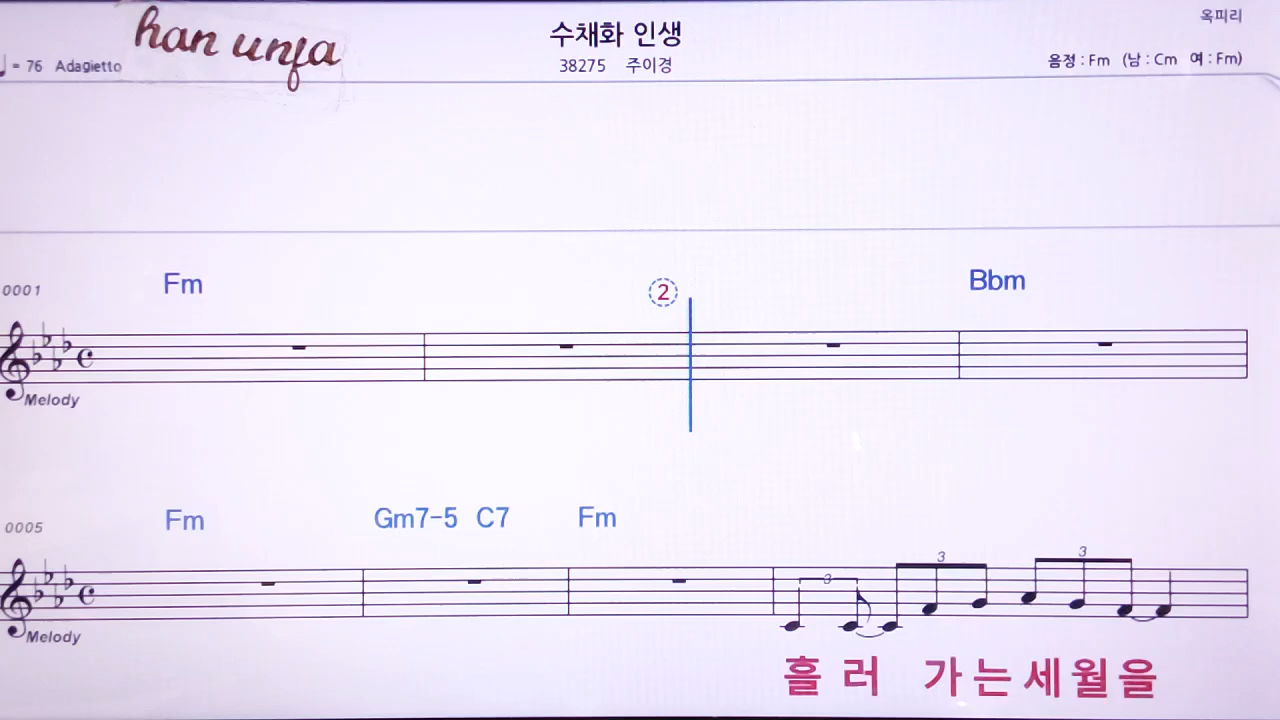 옥피리
han unja
수채화 인생
♩= 76 Adagietto
38275 주이경
음정 : Fm (남 : Cm 여 : Fm)
0001
Fm
2
Bbm
Melody
0005
Fm Gm7-5 C7 Fm
3 3 3
Melody
흘 러 가 는 세 월 을